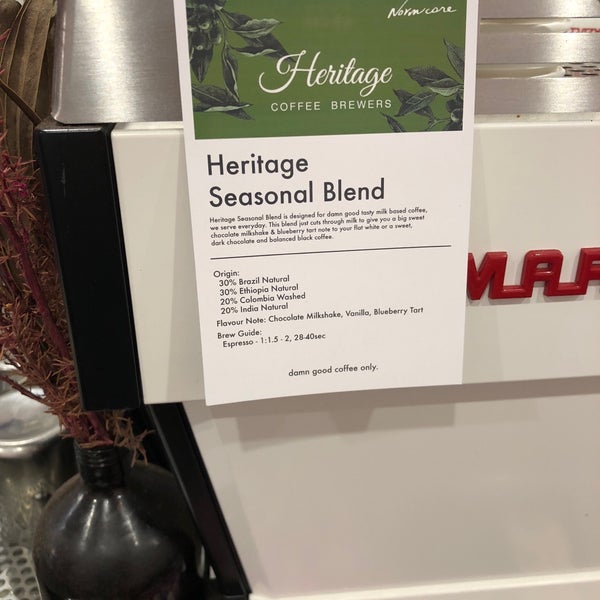 Normcore
Heritage
COFFEE BREWERS
Heritage
Seasonal Blend
Heritage Seasonal Blend is designed for damn good tasty milk based coffee,
we serve everyday. This blend just cuts through milk to give you a big sweet
chocolate milkshake & blueberry tart note to your flat white or a sweet,
dark chocolate and balanced black coffee.
Origin:
30% Brazil Natural
30% Ethiopia Natural
20% Colombia Washed
20% India Natural
Flavour Note: Chocolate Milkshake, Vanilla, Blueberry Tart
Brew Guide:
Espresso - 1:1.5 - 2, 28-40sec
damn good coffee only.